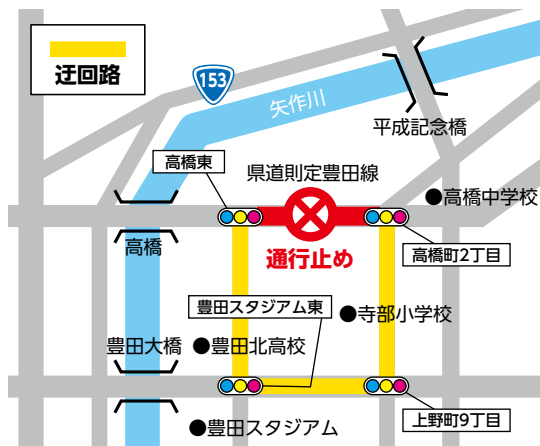 迂回路
153
矢作川
平成記念橋
高橋東
県道則定豊田線
高橋中学校
高橋
通行止め
高橋町2丁目
豊田スタジアム東
寺部小学校
豊田大橋
豊田北高校
豊田スタジアム
上野町9丁目